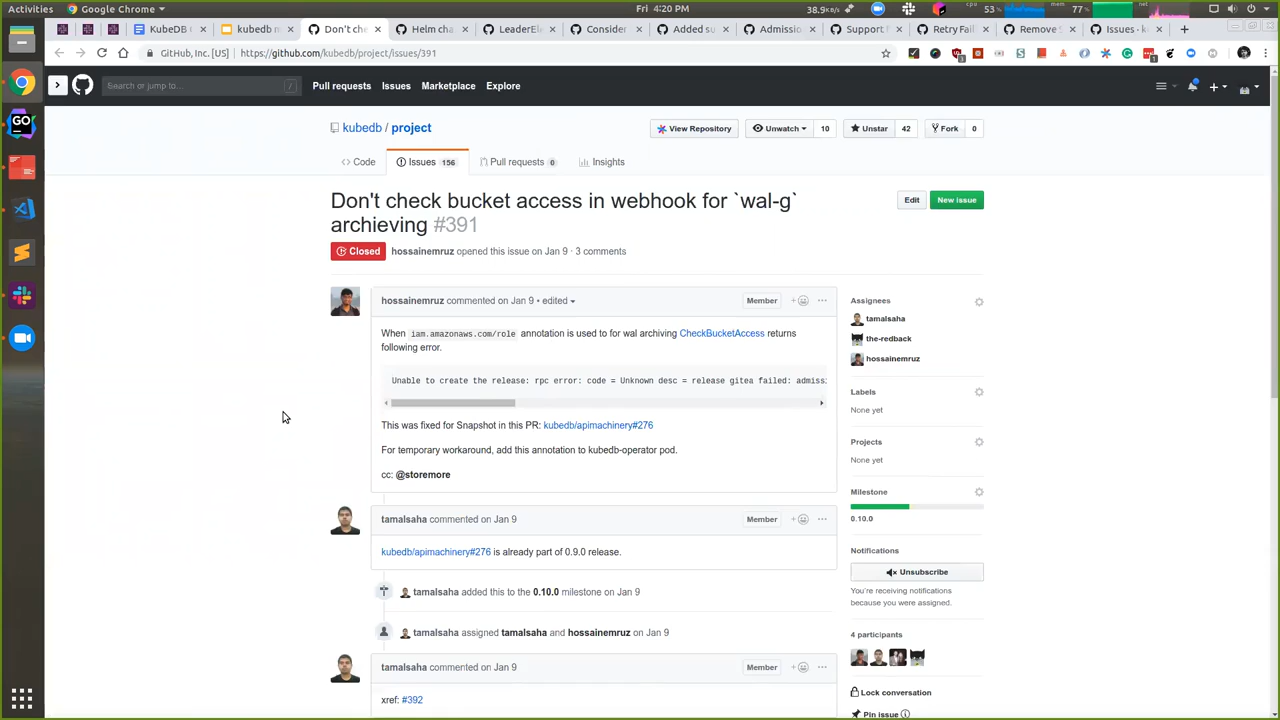 Activities
Google Chrome
Fri, 4:20 PM
38.9k/s
53 %
77 %
KubeDB
kubedb m
Don't ch
Helm cha
LeaderEl
Consider
Added su
Admissio
Support f
Retry Fail
Remove S
Issues · k
GitHub, Inc. [US]
https://github.com/kubedb/project/issues/391
Search or jump to...
/
Pull requests
Issues
Marketplace
Explore
kubedb / project
View Repository
Unwatch
10
Unstar
42
Fork
0
Code
Issues 156
Pull requests 0
Insights
Don't check bucket access in webhook for `wal-g`
archieving #391
Edit
New issue
Closed
hossainemruz opened this issue on Jan 9 · 3 comments
hossainemruz commented on Jan 9 • edited
Member
When iam.amazonaws.com/role annotation is used to for wal archiving CheckBucketAccess returns
following error.
Unable to create the release: rpc error: code = Unknown desc = release gitea failed: admiss
This was fixed for Snapshot in this PR: kubedb/apimachinery#276
For temporary workaround, add this annotation to kubedb-operator pod.
cc: @storemore
tamalsaha commented on Jan 9
Member
kubedb/apimachinery#276 is already part of 0.9.0 release.
tamalsaha added this to the 0.10.0 milestone on Jan 9
tamalsaha assigned tamalsaha and hossainemruz on Jan 9
tamalsaha commented on Jan 9
Member
xref: #392
Assignees
tamalsaha
the-redback
hossainemruz
Labels
None yet
Projects
None yet
Milestone
0.10.0
Notifications
Unsubscribe
You're receiving notifications
because you were assigned.
4 participants
Lock conversation
Pin issue